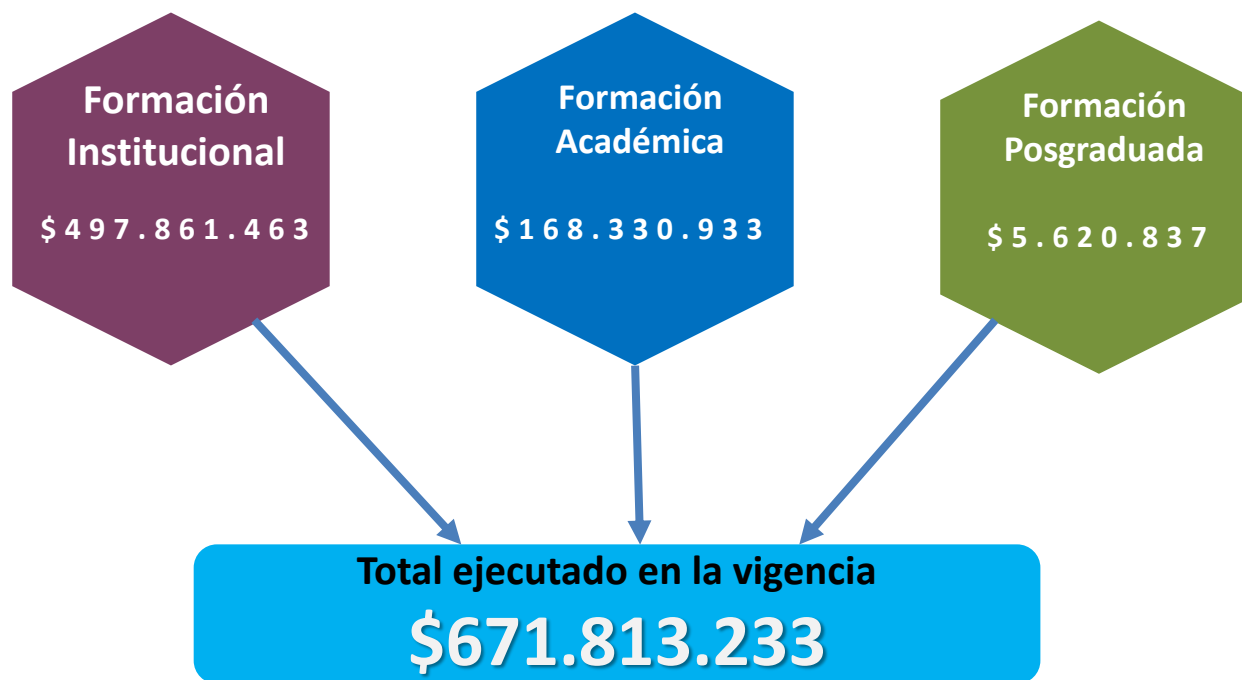 Formación
Institucional
$497.861.463
Formación
Académica
$168.330.933
Formación
Posgraduada
$5.620.837
Total ejecutado en la vigencia
$671.813.233